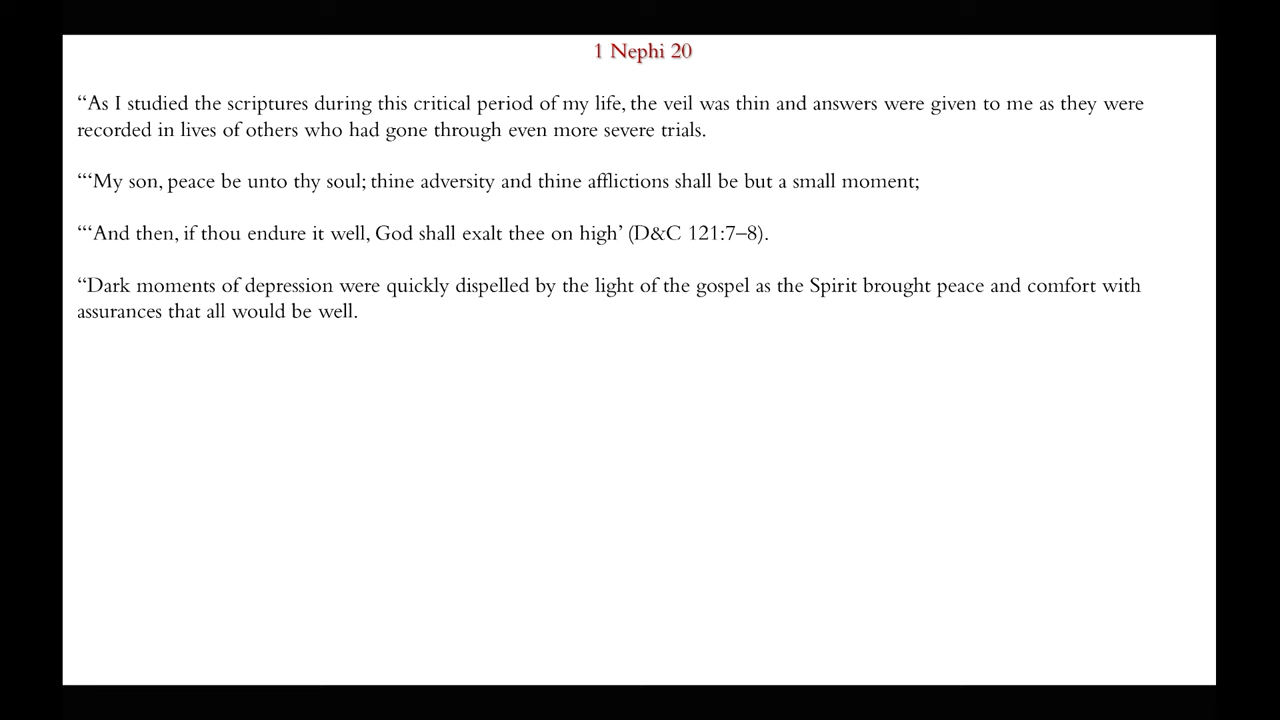 1 Nephi 20
“As I studied the scriptures during this critical period of my life, the veil was thin and answers were given to me as they were
recorded in lives of others who had gone through even more severe trials.
“‘My son, peace be unto thy soul; thine adversity and thine afflictions shall be but a small moment;
“‘And then, if thou endure it well, God shall exalt thee on high’ (D&C 121:7–8).
“Dark moments of depression were quickly dispelled by the light of the gospel as the Spirit brought peace and comfort with
assurances that all would be well.